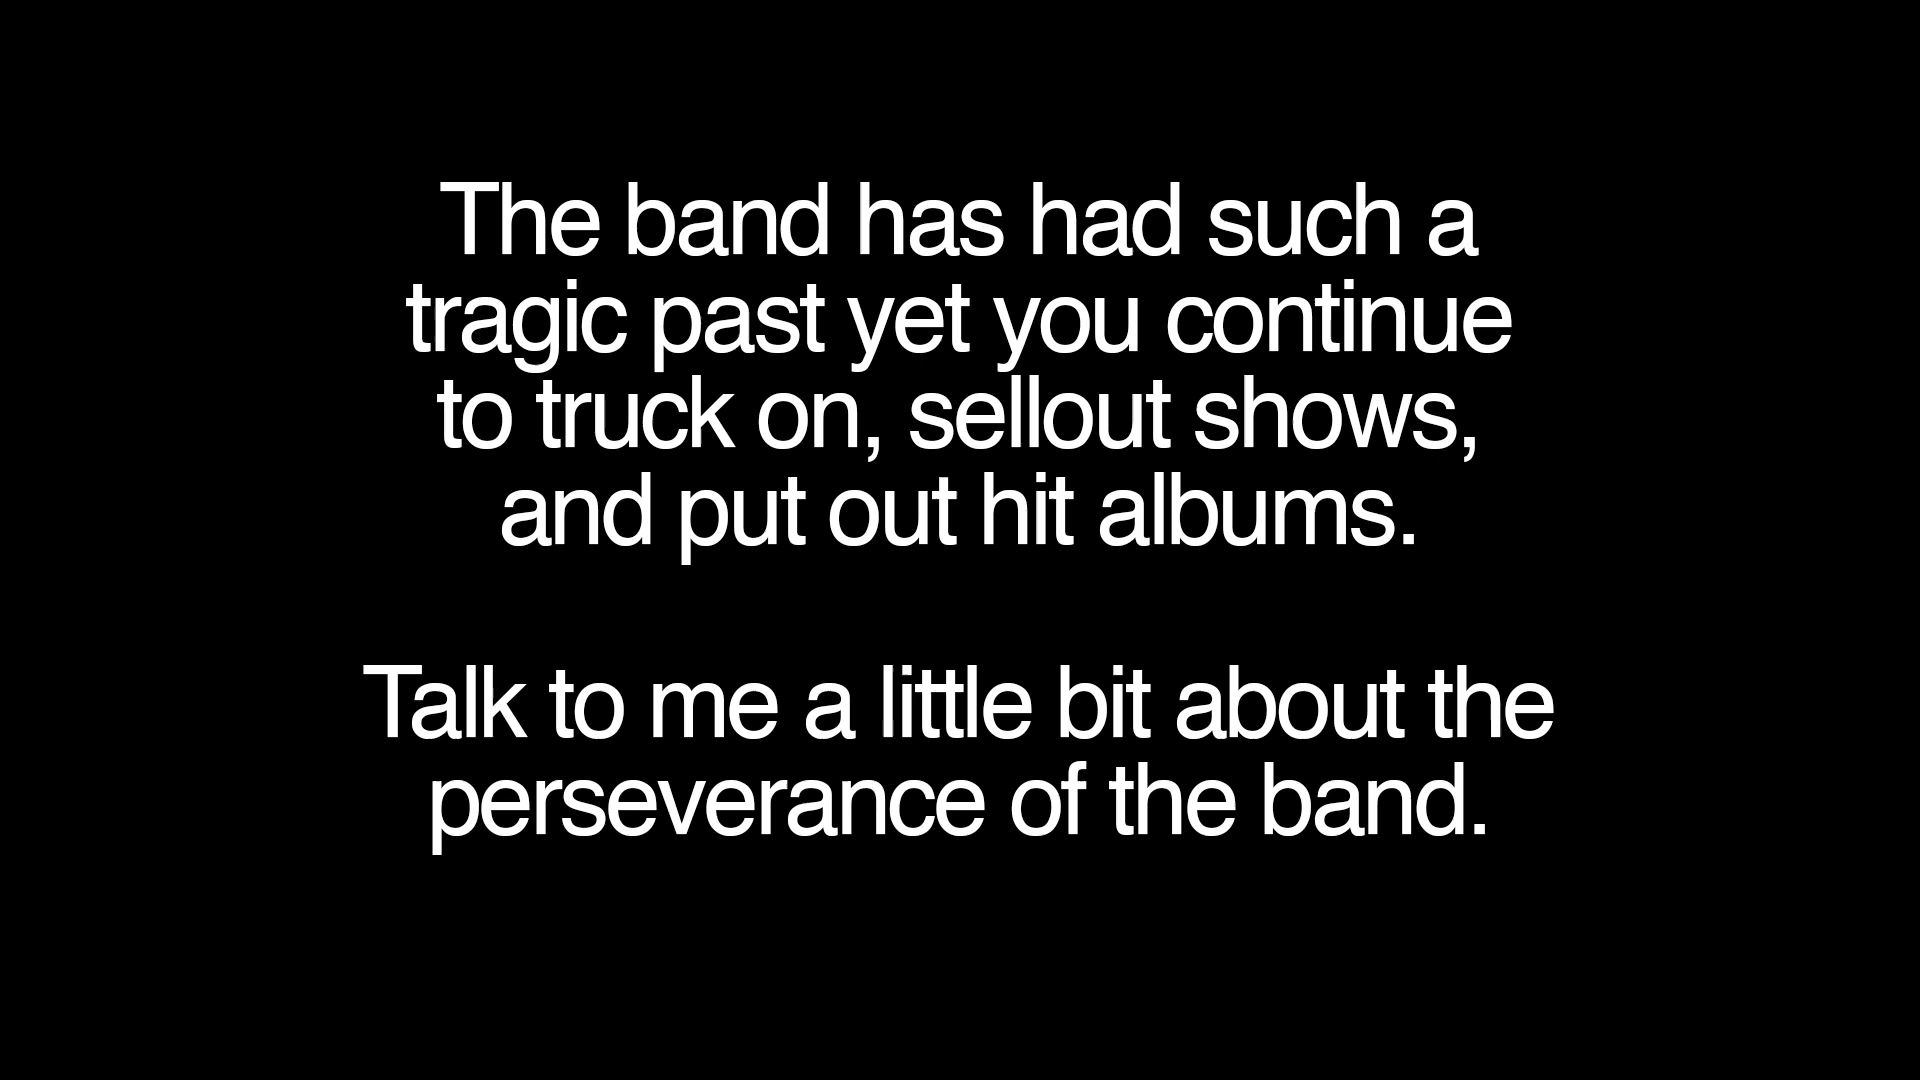 The band has had such a
tragic past yet you continue
to truck on, sellout shows,
and put out hit albums.
Talk to me a little bit about the
perseverance of the band.